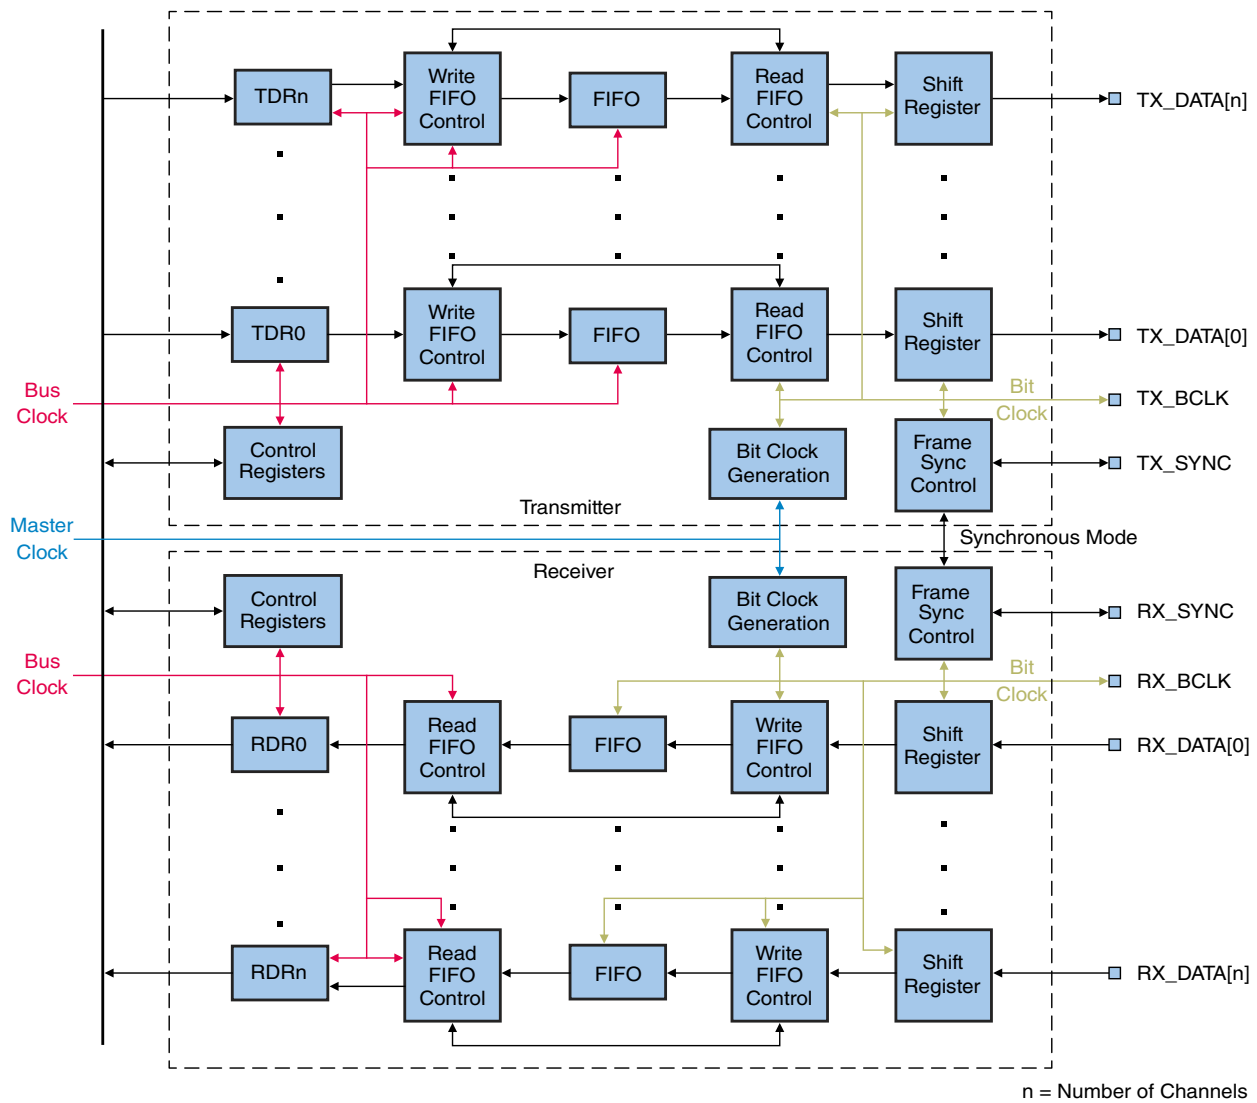 TDRn
Write
FIFO
Control
FIFO
Read
FIFO
Control
Shift
Register
TX_DATA[n]
TDR0
Write
FIFO
Control
FIFO
Read
FIFO
Control
Shift
Register
TX_DATA[0]
Bus
Clock
Bit
Clock
TX_BCLK
Control
Registers
Bit Clock
Generation
Frame
Sync
Control
TX_SYNC
Transmitter
Master
Clock
Synchronous Mode
Receiver
Control
Registers
Bit Clock
Generation
Frame
Sync
Control
RX_SYNC
Bus
Clock
Bit
Clock
RX_BCLK
RDR0
Read
FIFO
Control
FIFO
Write
FIFO
Control
Shift
Register
RX_DATA[0]
RDRn
Read
FIFO
Control
FIFO
Write
FIFO
Control
Shift
Register
RX_DATA[n]
n = Number of Channels